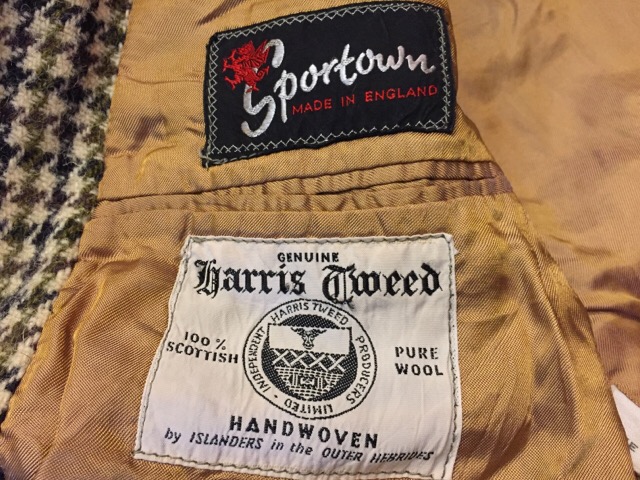 Sportown
MADE IN ENGLAND
GENUINE
Harris Tweed
HARRIS TWEED PRODUCERS LIMITED - INDEPENDENT
100%
SCOTTISH
PURE
WOOL
HANDWOVEN
by ISLANDERS in the OUTER HEBRIDES